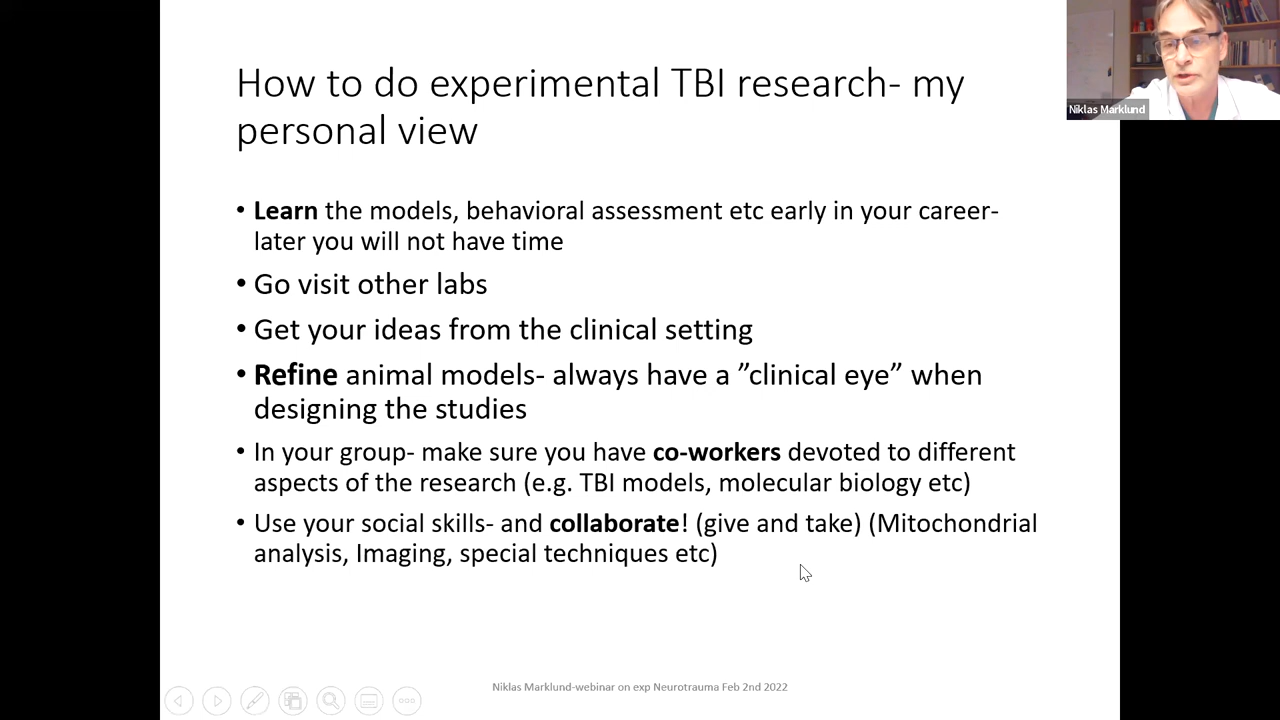 How to do experimental TBI research- my
personal view
• Learn the models, behavioral assessment etc early in your career-
later you will not have time
• Go visit other labs
• Get your ideas from the clinical setting
• Refine animal models- always have a ”clinical eye” when
designing the studies
• In your group- make sure you have co-workers devoted to different
aspects of the research (e.g. TBI models, molecular biology etc)
• Use your social skills- and collaborate! (give and take) (Mitochondrial
analysis, Imaging, special techniques etc)
Niklas Marklund-webinar on exp Neurotrauma Feb 2nd 2022
Niklas Marklund